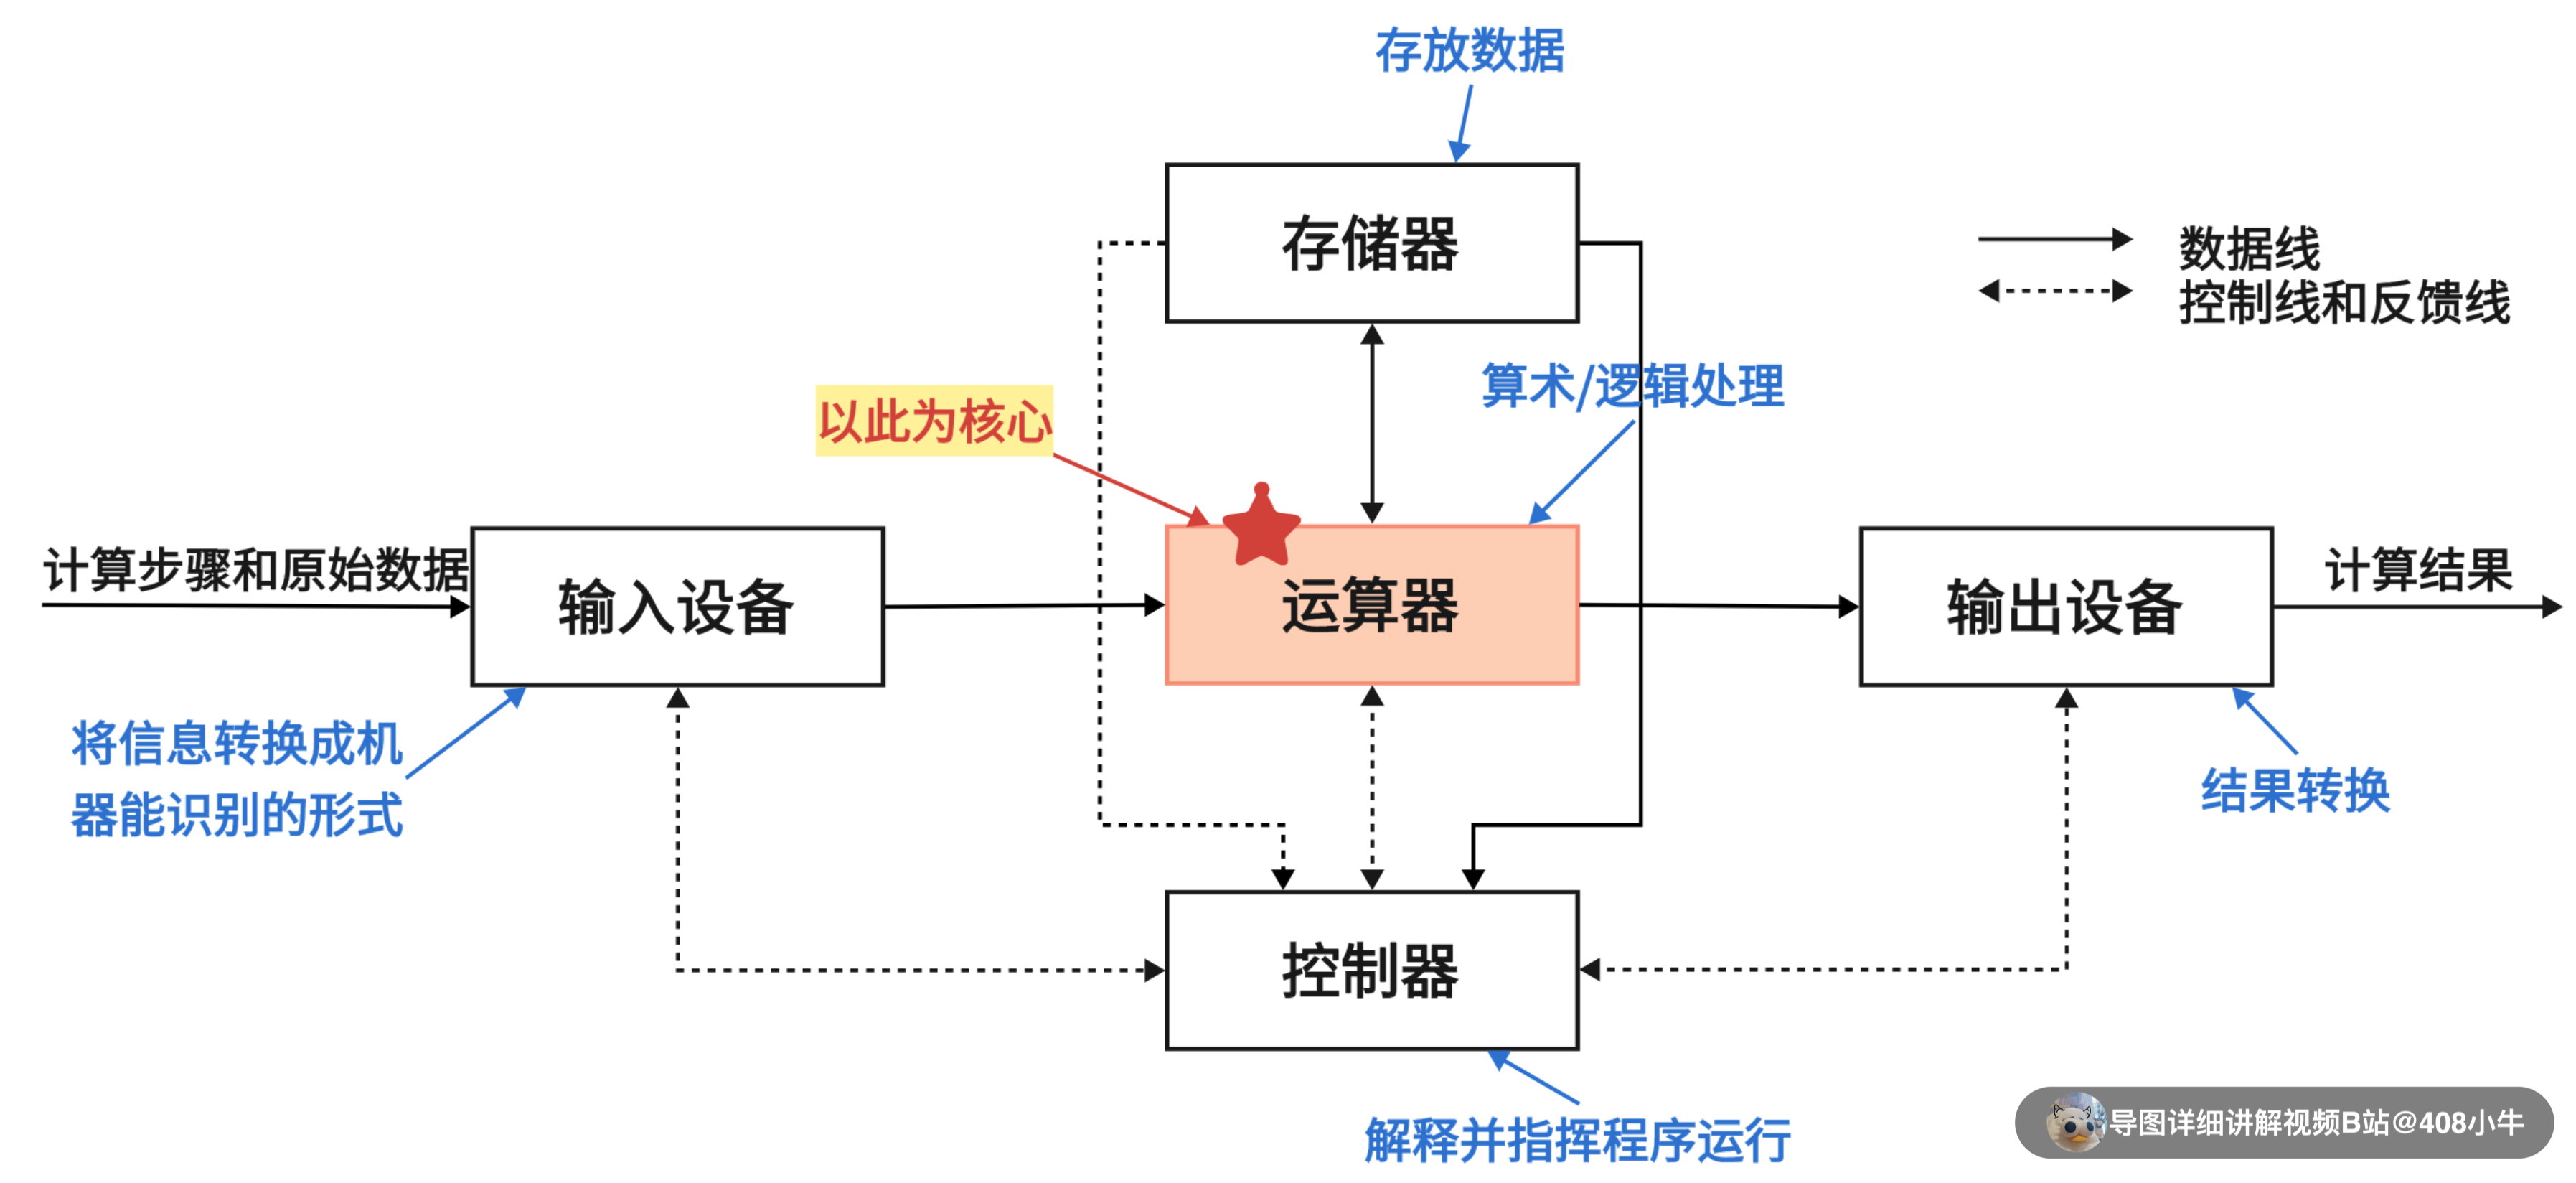 存放数据
存储器
数据线
控制线和反馈线
算术/逻辑处理
以此为核心
计算步骤和原始数据
输入设备
运算器
输出设备
计算结果
将信息转换成机
器能识别的形式
结果转换
控制器
解释并指挥程序运行
导图详细讲解视频B站@408小牛